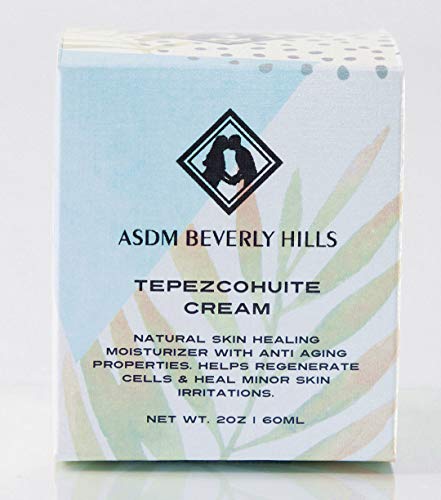 ASDM BEVERLY HILLS
TEPEZCOHUITE
CREAM
NATURAL SKIN HEALING
MOISTURIZER WITH ANTI AGING
PROPERTIES. HELPS REGENERATE
CELLS & HEAL MINOR SKIN
IRRITATIONS.
NET WT. 2OZ | 60ML